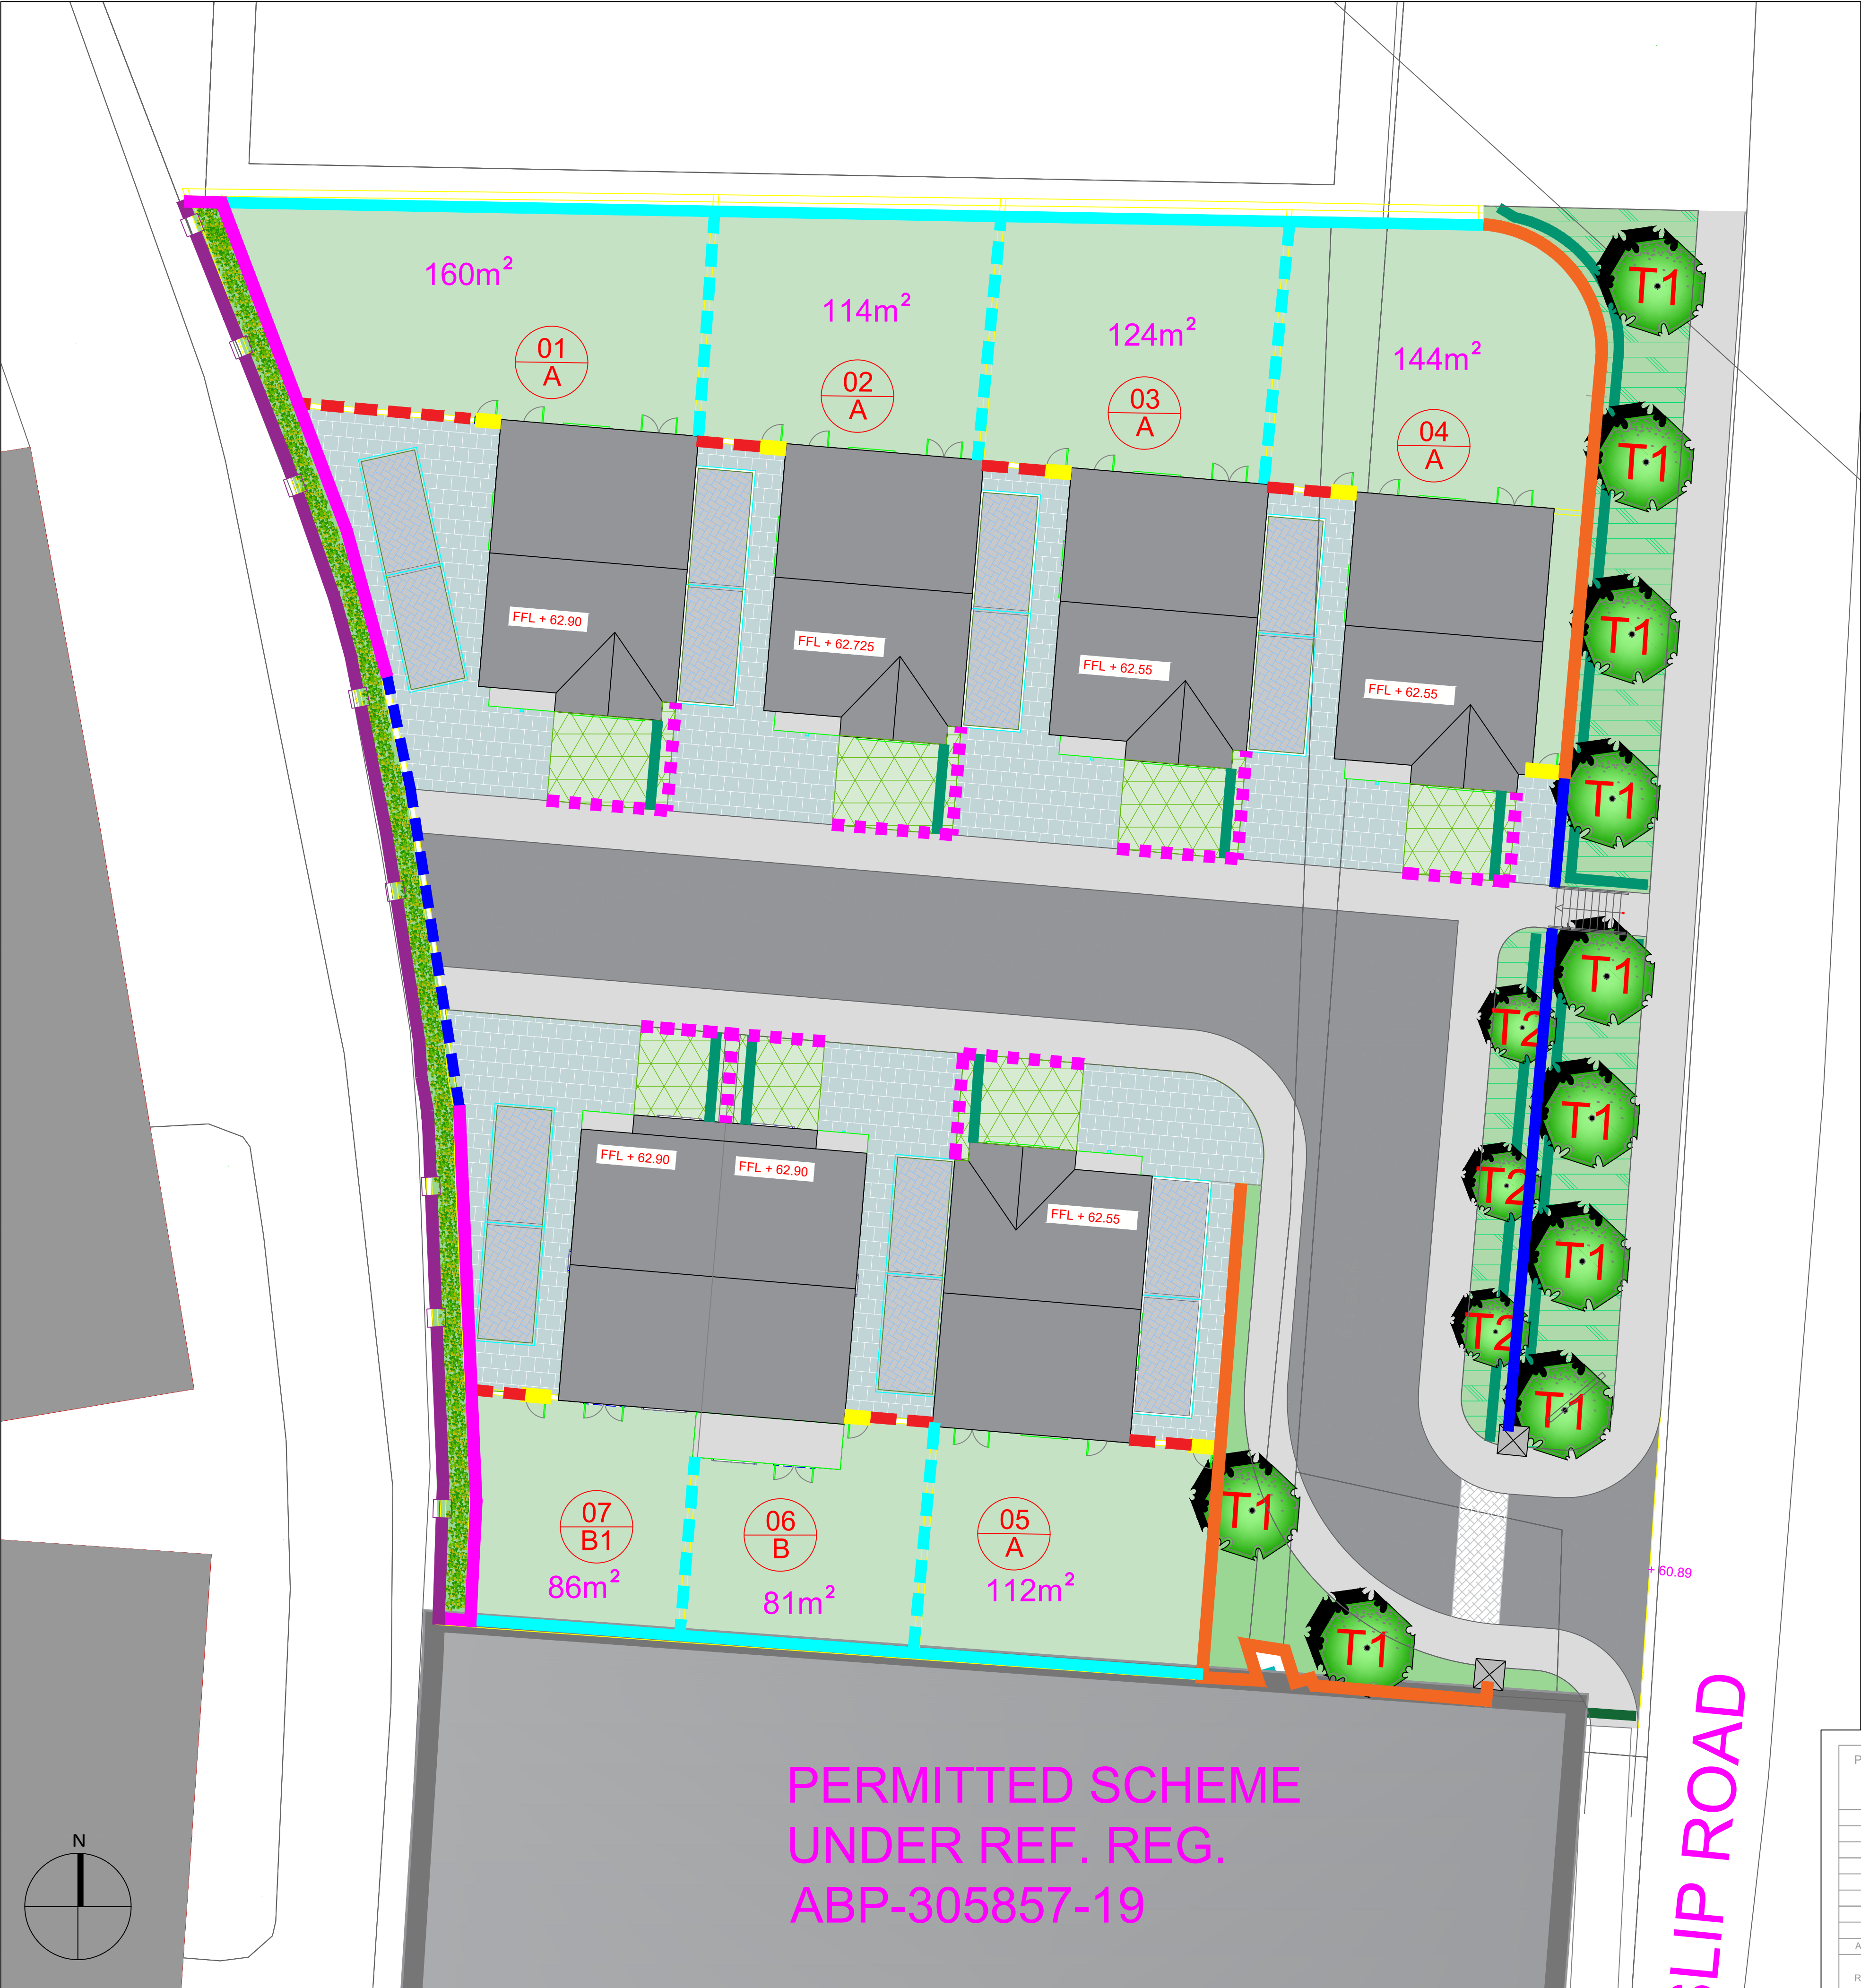 160m²
114m²
124m²
144m²
01
A
02
A
03
A
04
A
T1
T1
T1
T1
FFL + 62.90
FFL + 62.725
FFL + 62.55
FFL + 62.55
T1
T2
T1
T2
T1
T2
T1
FFL + 62.90
FFL + 62.90
FFL + 62.55
07
B1
86m²
06
B
81m²
05
A
112m²
T1
T1
+ 60.89
PERMITTED SCHEME
UNDER REF. REG.
ABP-305857-19
SLIP ROAD
N
P
A
R